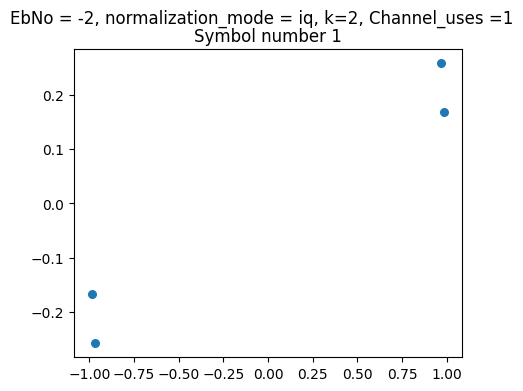 EbNo = -2, normalization_mode = iq, k=2, Channel_uses =1
Symbol number 1
0.2
0.1
0.0
−0.1
−0.2
−1.00 −0.75 −0.50 −0.25 0.00 0.25 0.50 0.75 1.00